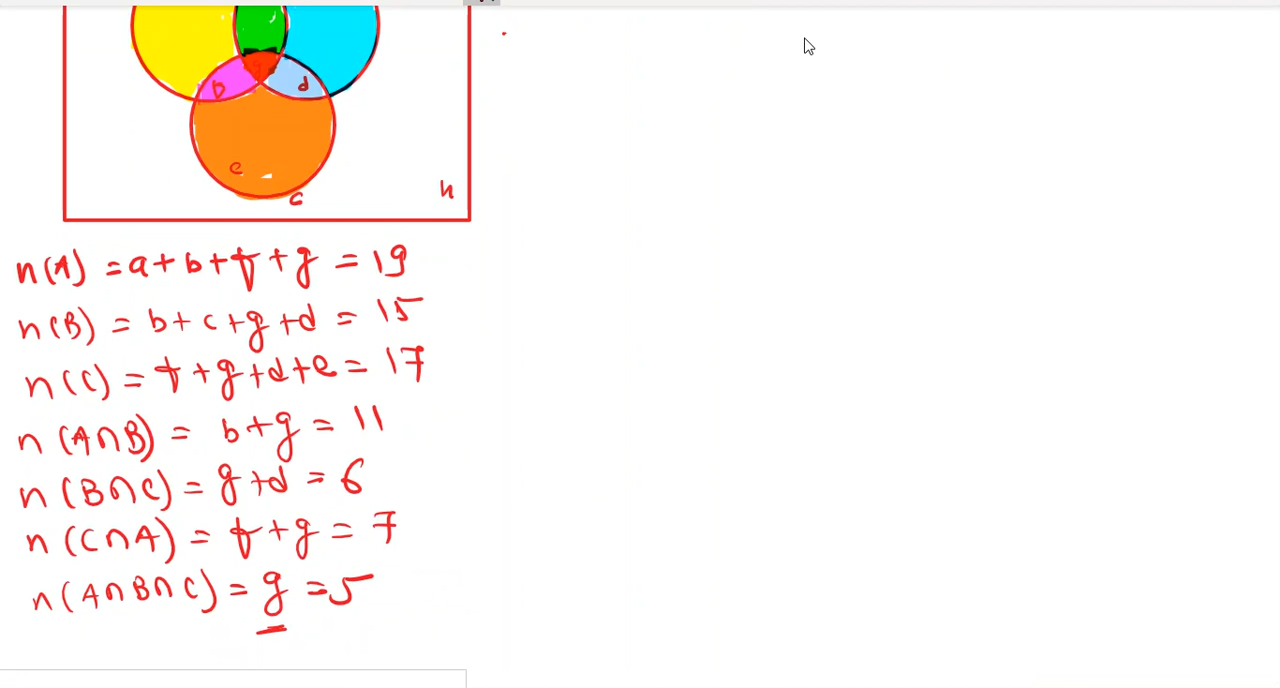 b d
e
c h
n(A) = a + b + f + g = 19
n(B) = b + c + g + d = 15
n(C) = f + g + d + e = 17
n(A∩B) = b + g = 11
n(B∩C) = g + d = 6
n(C∩A) = f + g = 7
n(A∩B∩C) = g = 5